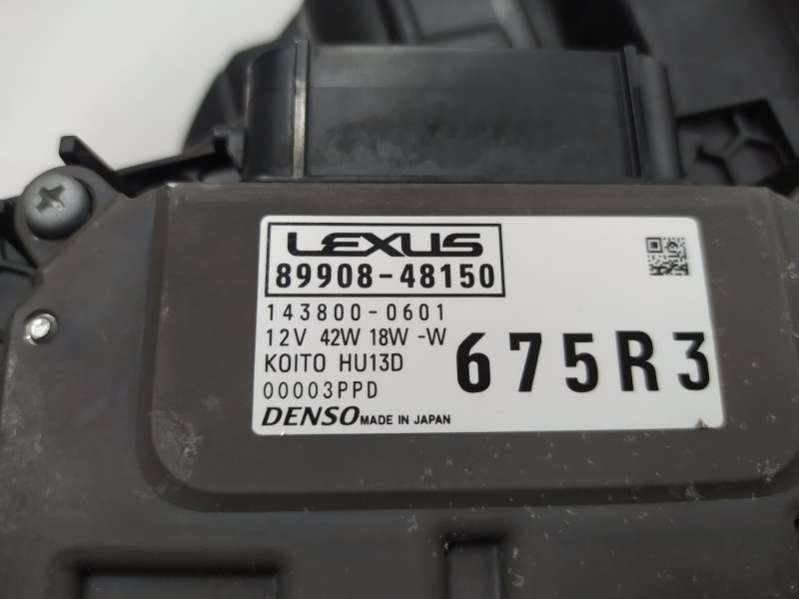 LEXUS
89908-48150
143800-0601
12V 42W 18W -W
KOITO HU13D
00003PPD
675R3
DENSO MADE IN JAPAN